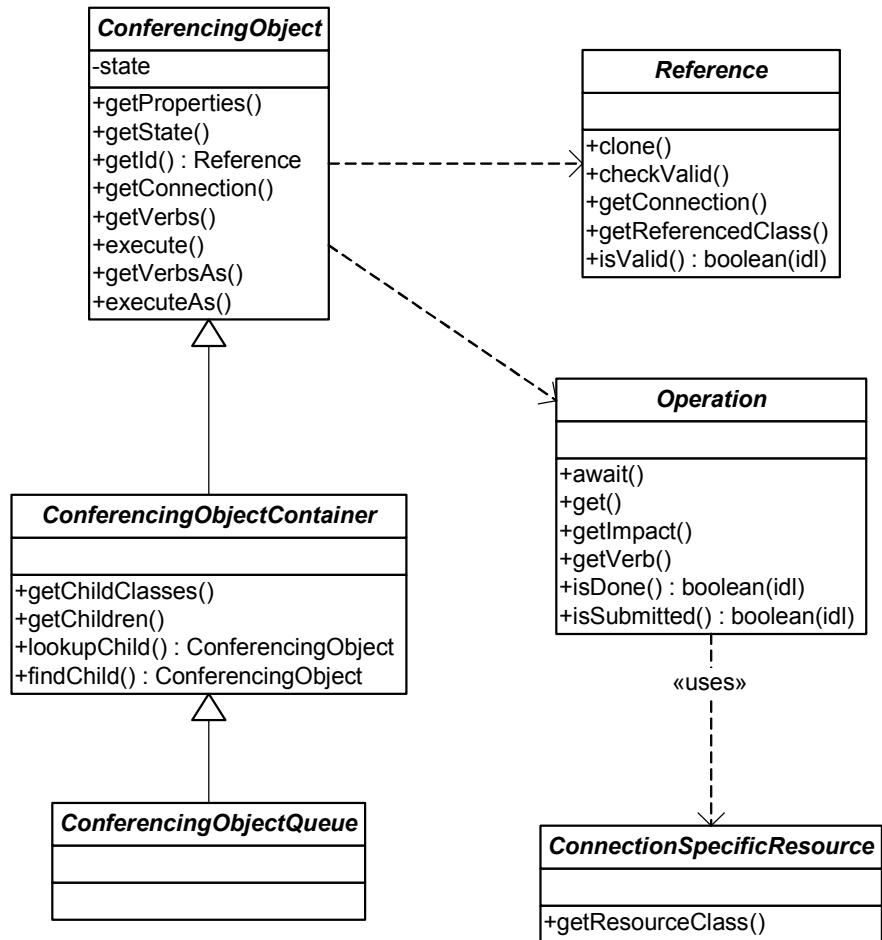 ConferencingObject
-state
+getProperties()
+getState()
+getId() : Reference
+getConnection()
+getVerbs()
+execute()
+getVerbsAs()
+executeAs()
Reference
+clone()
+checkValid()
+getConnection()
+getReferencedClass()
+isValid() : boolean(idl)
Operation
+await()
+get()
+getImpact()
+getVerb()
+isDone() : boolean(idl)
+isSubmitted() : boolean(idl)
ConferencingObjectContainer
+getChildClasses()
+getChildren()
+lookupChild() : ConferencingObject
+findChild() : ConferencingObject
«uses»
ConferencingObjectQueue
ConnectionSpecificResource
+getResourceClass()